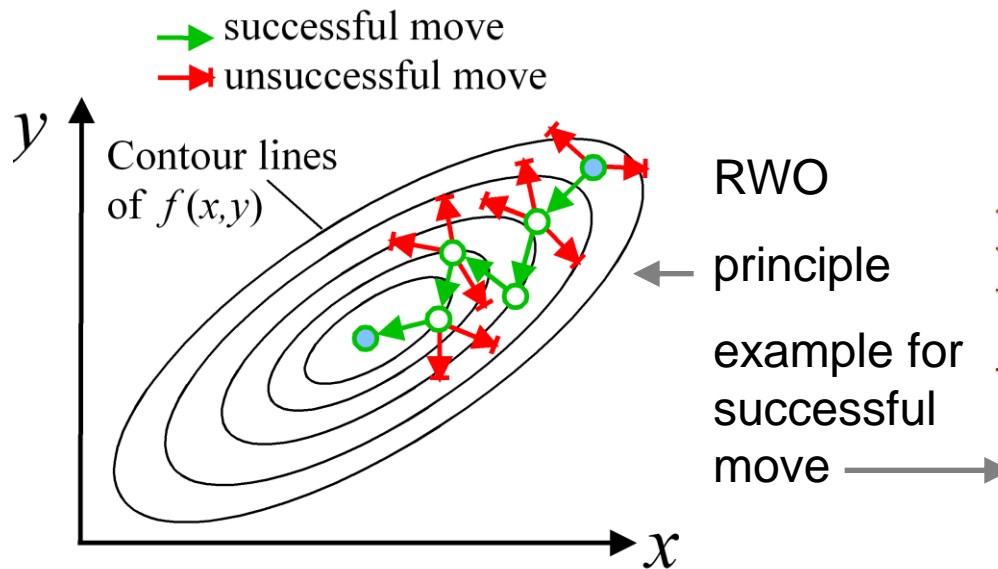 successful move
unsuccessful move
y
Contour lines
of f(x,y)
RWO
principle
example for
successful
move
x